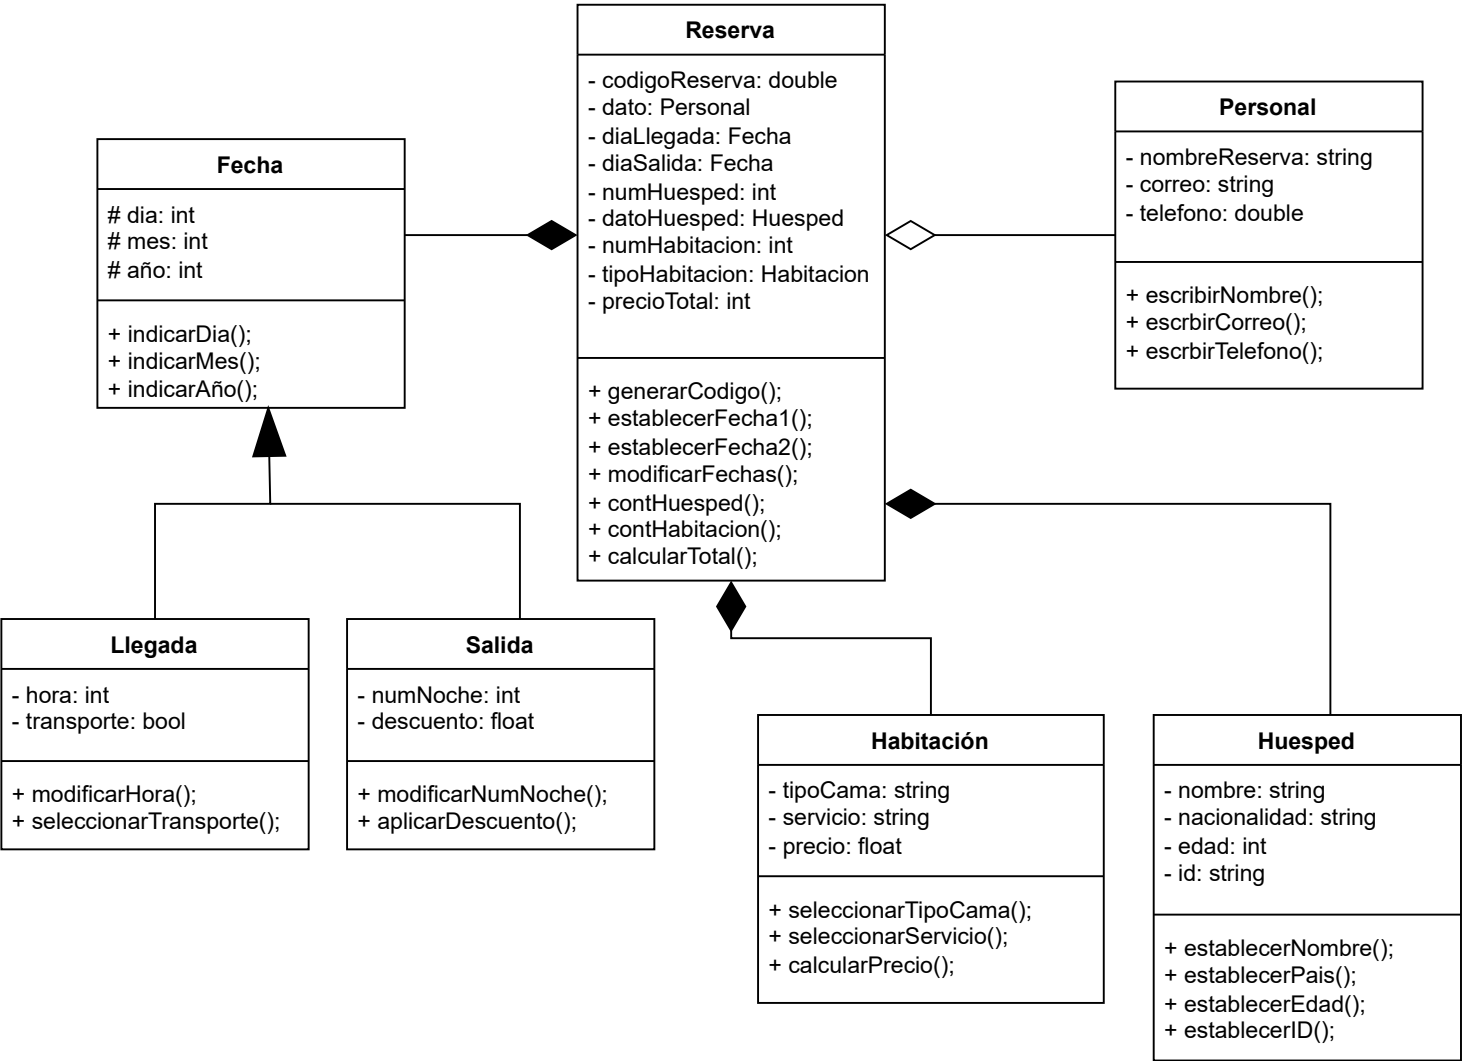 Reserva
- codigoReserva: double
- dato: Personal
- diaLlegada: Fecha
- diaSalida: Fecha
- numHuesped: int
- datoHuesped: Huesped
- numHabitacion: int
- tipoHabitacion: Habitacion
- precioTotal: int
+ generarCodigo();
+ establecerFecha1();
+ establecerFecha2();
+ modificarFechas();
+ contHuesped();
+ contHabitacion();
+ calcularTotal();
Personal
- nombreReserva: string
- correo: string
- telefono: double
+ escribirNombre();
+ escrbirCorreo();
+ escrbirTelefono();
Fecha
# dia: int
# mes: int
# año: int
+ indicarDia();
+ indicarMes();
+ indicarAño();
Llegada
- hora: int
- transporte: bool
+ modificarHora();
+ seleccionarTransporte();
Salida
- numNoche: int
- descuento: float
+ modificarNumNoche();
+ aplicarDescuento();
Habitación
- tipoCama: string
- servicio: string
- precio: float
+ seleccionarTipoCama();
+ seleccionarServicio();
+ calcularPrecio();
Huesped
- nombre: string
- nacionalidad: string
- edad: int
- id: string
+ establecerNombre();
+ establecerPais();
+ establecerEdad();
+ establecerID();